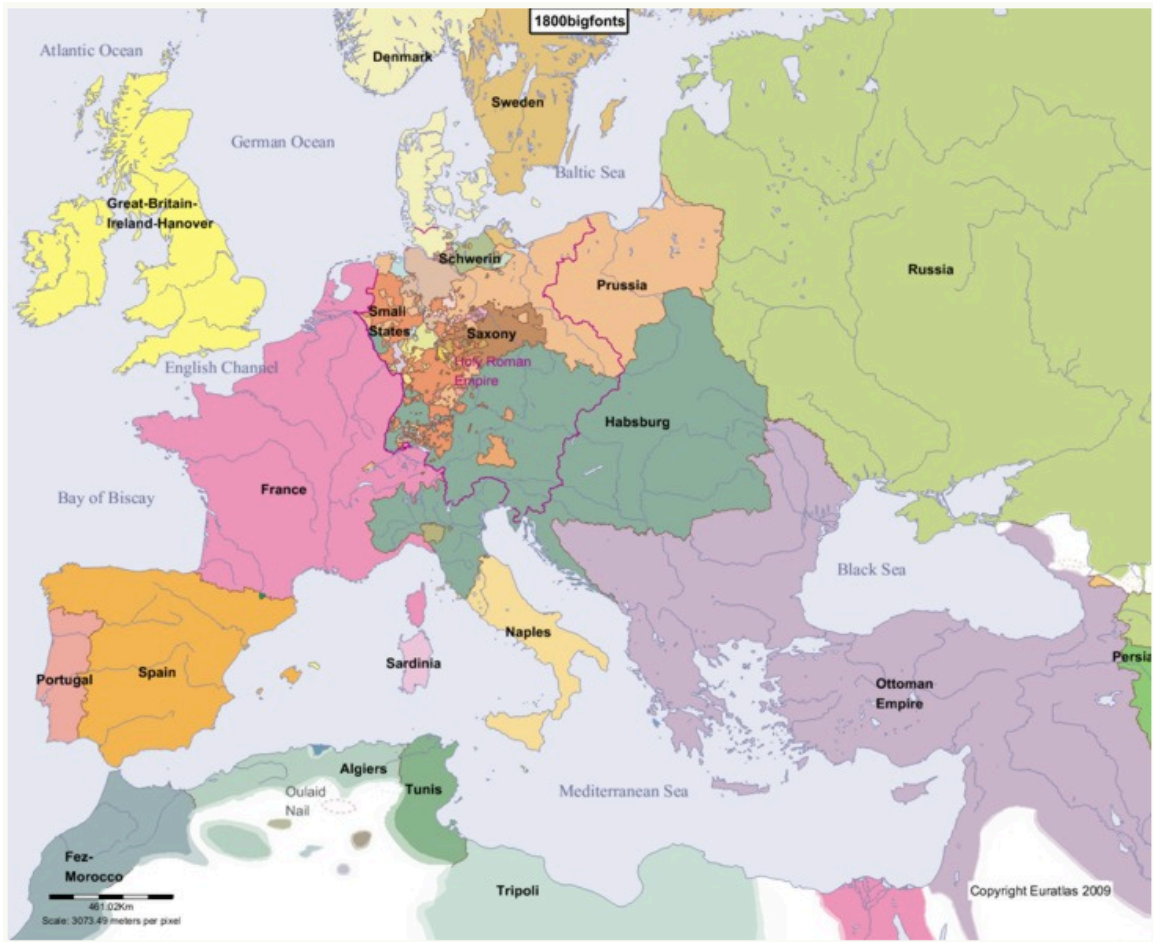 1800bigfonts
Atlantic Ocean
Denmark
Sweden
German Ocean
Baltic Sea
Great-Britain-
Ireland-Hanover
Schwerin
Russia
Prussia
Small
States
Saxony
English Channel
Holy Roman
Empire
Habsburg
France
Bay of Biscay
Black Sea
Naples
Sardinia
Persia
Portugal
Spain
Ottoman
Empire
Algiers
Tunis
Oulaid
Nail
Mediterranean Sea
Fez-
Morocco
Tripoli
Copyright Euratlas 2009
461.02Km
Scale: 3073.49 meters per pixel